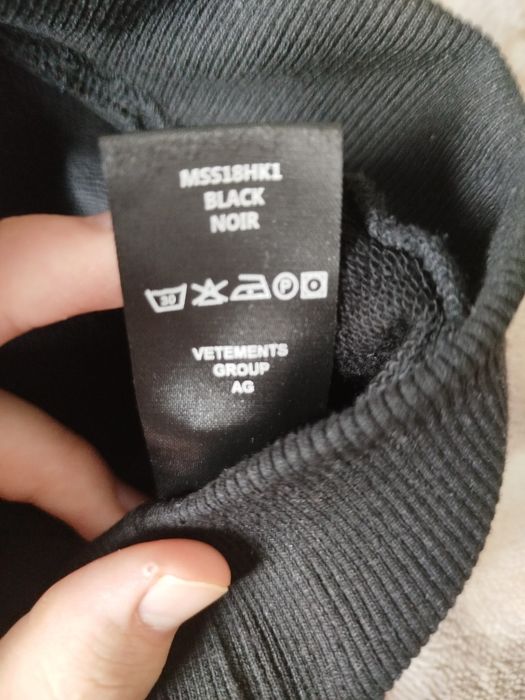 MSS18HK1
BLACK
NOIR
30 P
VETEMENTS
GROUP
AG